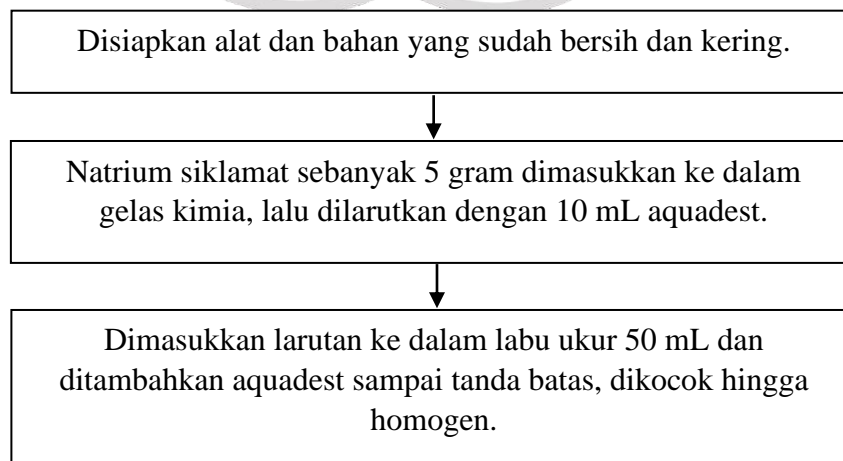 Disiapkan alat dan bahan yang sudah bersih dan kering.
Natrium siklamat sebanyak 5 gram dimasukkan ke dalam
gelas kimia, lalu dilarutkan dengan 10 mL aquadest.
Dimasukkan larutan ke dalam labu ukur 50 mL dan
ditambahkan aquadest sampai tanda batas, dikocok hingga
homogen.